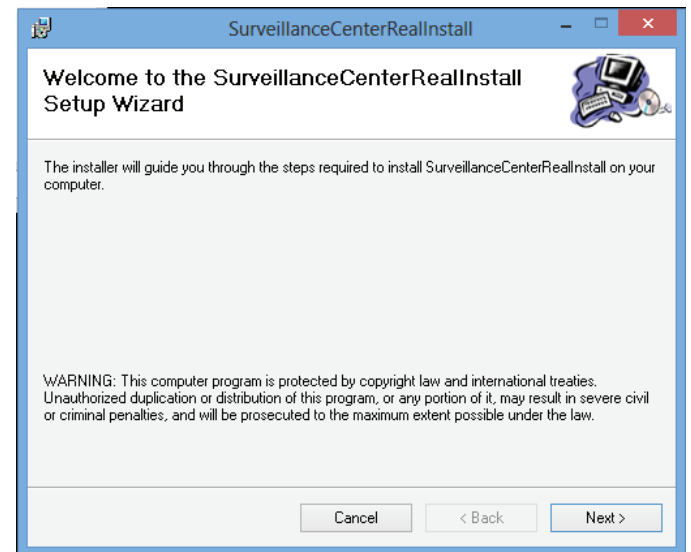 SurveillanceCenterRealInstall
Welcome to the SurveillanceCenterRealInstall
Setup Wizard
The installer will guide you through the steps required to install SurveillanceCenterRealInstall on your
computer.
WARNING: This computer program is protected by copyright law and international treaties.
Unauthorized duplication or distribution of this program, or any portion of it, may result in severe civil
or criminal penalties, and will be prosecuted to the maximum extent possible under the law.
Cancel
< Back
Next >